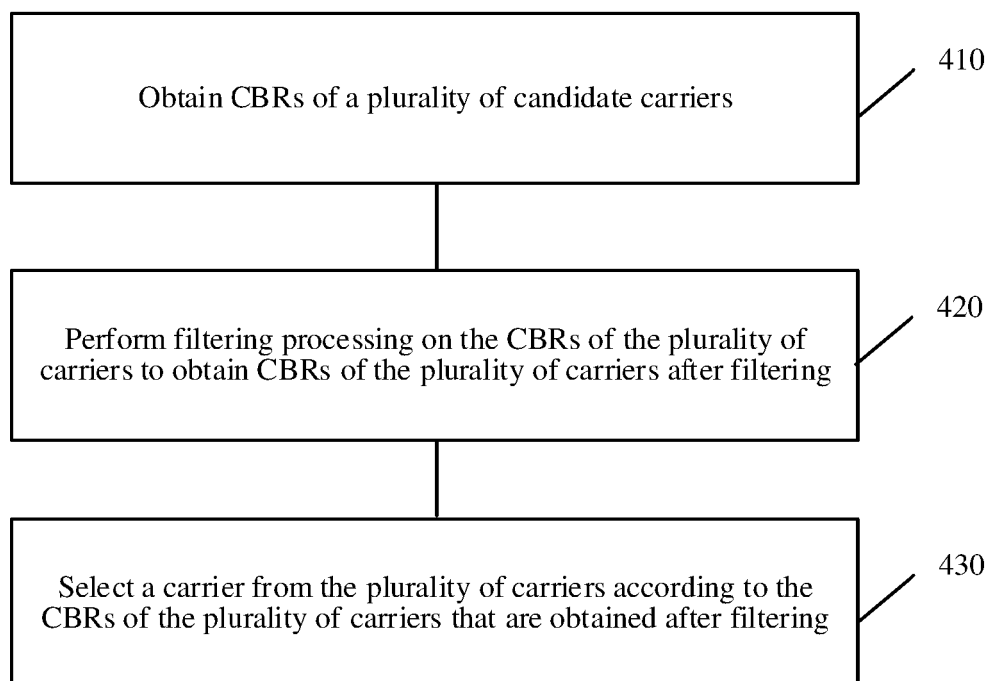 410
Obtain CBRs of a plurality of candidate carriers
420
Perform filtering processing on the CBRs of the plurality of
carriers to obtain CBRs of the plurality of carriers after filtering
430
Select a carrier from the plurality of carriers according to the
CBRs of the plurality of carriers that are obtained after filtering